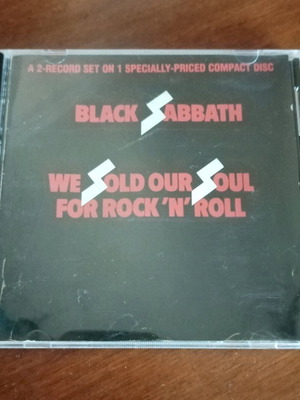 A 2-RECORD SET ON 1 SPECIALLY-PRICED COMPACT DISC
BLACK SABBATH
WE SOLD OUR SOUL
FOR ROCK 'N' ROLL